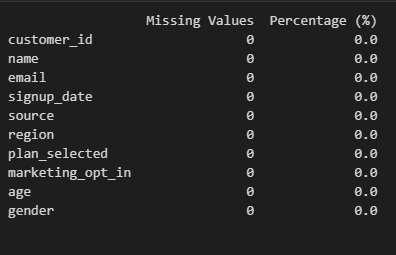 Missing Values Percentage (%)
customer_id 0 0.0
name 0 0.0
email 0 0.0
signup_date 0 0.0
source 0 0.0
region 0 0.0
plan_selected 0 0.0
marketing_opt_in 0 0.0
age 0 0.0
gender 0 0.0